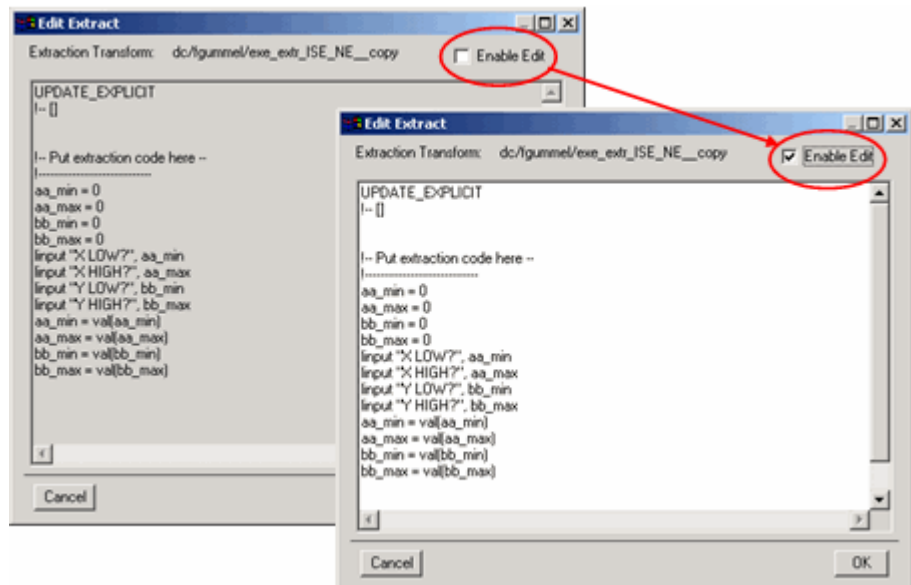 Edit Extract
Extraction Transform: dc/fgummel/exe_extr_ISE_NE__copy Enable Edit
UPDATE_EXPLICIT
!-- []
!-- Put extraction code here --
!----------------------------
aa_min = 0
aa_max = 0
bb_min = 0
bb_max = 0
linput "X LOW?", aa_min
linput "X HIGH?", aa_max
linput "Y LOW?", bb_min
linput "Y HIGH?", bb_max
aa_min = val(aa_min)
aa_max = val(aa_max)
bb_min = val(bb_min)
bb_max = val(bb_max)
Cancel
Edit Extract
Extraction Transform: dc/fgummel/exe_extr_ISE_NE__copy Enable Edit
UPDATE_EXPLICIT
!-- []
!-- Put extraction code here --
!----------------------------
aa_min = 0
aa_max = 0
bb_min = 0
bb_max = 0
linput "X LOW?", aa_min
linput "X HIGH?", aa_max
linput "Y LOW?", bb_min
linput "Y HIGH?", bb_max
aa_min = val(aa_min)
aa_max = val(aa_max)
bb_min = val(bb_min)
bb_max = val(bb_max)
Cancel OK